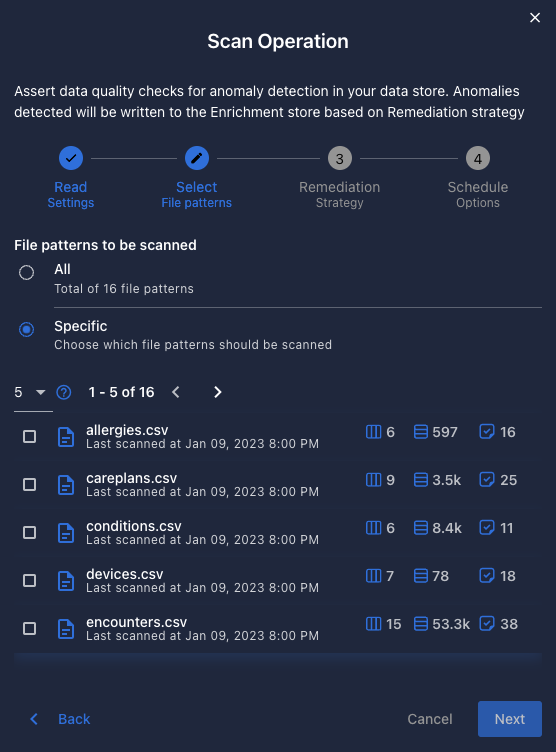 Scan Operation
Assert data quality checks for anomaly detection in your data store. Anomalies
detected will be written to the Enrichment store based on Remediation strategy
3 4
Read Select Remediation Schedule
Settings File patterns Strategy Options
File patterns to be scanned
All
Total of 16 file patterns
Specific
Choose which file patterns should be scanned
5 ? 1 - 5 of 16
allergies.csv 6 597 16
Last scanned at Jan 09, 2023 8:00 PM
careplans.csv 9 3.5k 25
Last scanned at Jan 09, 2023 8:00 PM
conditions.csv 6 8.4k 11
Last scanned at Jan 09, 2023 8:00 PM
devices.csv 7 78 18
Last scanned at Jan 09, 2023 8:00 PM
encounters.csv 15 53.3k 38
Last scanned at Jan 09, 2023 8:00 PM
Back Cancel Next